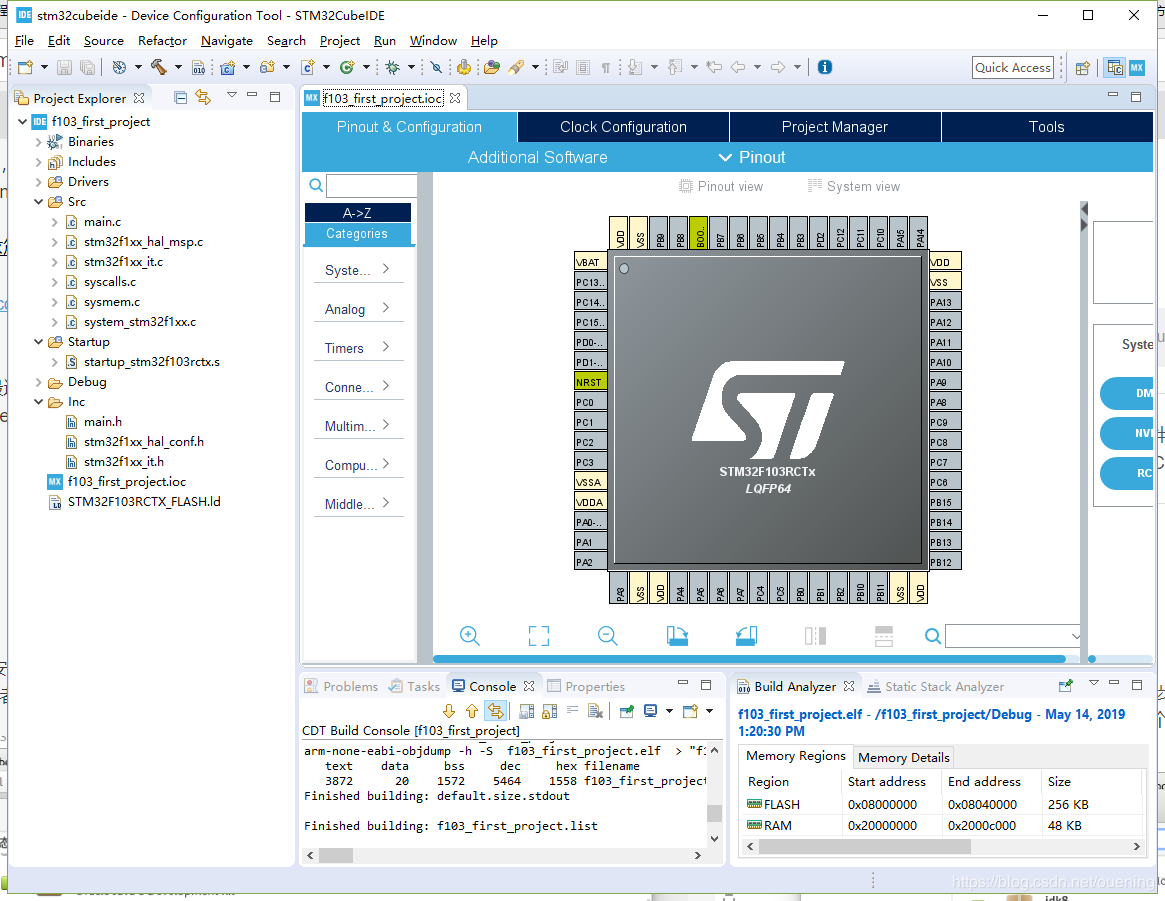 stm32cubeide - Device Configuration Tool - STM32CubeIDE
File Edit Source Refactor Navigate Search Project Run Window Help
Quick Access
Project Explorer
f103_first_project
Binaries
Includes
Drivers
Src
main.c
stm32f1xx_hal_msp.c
stm32f1xx_it.c
syscalls.c
sysmem.c
system_stm32f1xx.c
Startup
startup_stm32f103rctx.s
Debug
Inc
main.h
stm32f1xx_hal_conf.h
stm32f1xx_it.h
f103_first_project.ioc
STM32F103RCTX_FLASH.ld
MX f103_first_project.ioc
Pinout & Configuration Clock Configuration Project Manager Tools
Additional Software Pinout
Pinout view System view
A->Z
Categories
Syste...
Analog
Timers
Conne...
Multim...
Compu...
Middle...
VDD VSS PB9 PB8 BOO.. PB7 PB6 PB5 PB4 PB3 PD2 PC12 PC11 PC10 PA15 PA14
VBAT
PC13..
PC14..
PC15..
PD0-..
PD1-..
NRST
PC0
PC1
PC2
PC3
VSSA
VDDA
PA0-..
PA1
PA2
STM32F103RCTx
LQFP64
VDD
VSS
PA13
PA12
PA11
PA10
PA9
PA8
PC9
PC8
PC7
PC6
PB15
PB14
PB13
PB12
PA3 VSS VDD PA4 PA5 PA6 PA7 PC4 PC5 PB0 PB1 PB2 PB10 PB11 VSS VDD
Syste
DM
NVI
RC
Problems Tasks Console Properties
CDT Build Console [f103_first_project]
arm-none-eabi-objdump -h -S f103_first_project.elf > "f1
text data bss dec hex filename
3872 20 1572 5464 1558 f103_first_project
Finished building: default.size.stdout
Finished building: f103_first_project.list
Build Analyzer Static Stack Analyzer
f103_first_project.elf - /f103_first_project/Debug - May 14, 2019
1:20:30 PM
Memory Regions Memory Details
Region Start address End address Size
FLASH 0x08000000 0x08040000 256 KB
RAM 0x20000000 0x2000c000 48 KB
https://blog.csdn.net/ouening